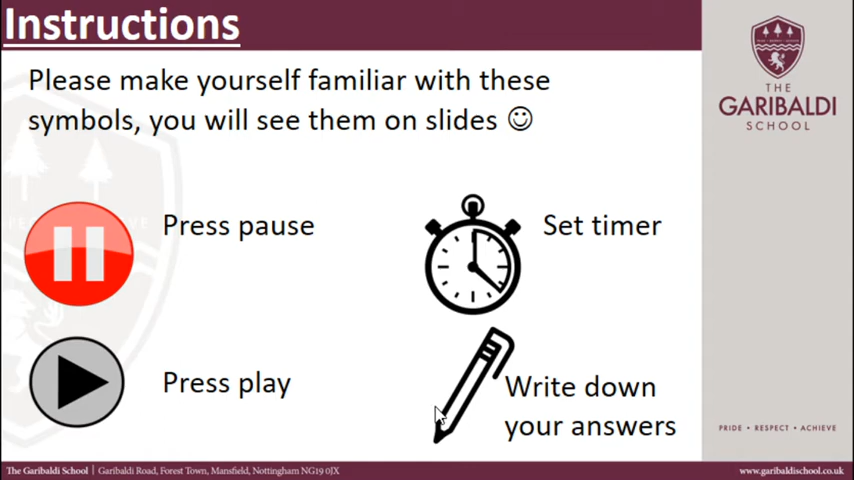 Instructions
Please make yourself familiar with these
symbols, you will see them on slides ☺
Press pause
Set timer
Press play
Write down
your answers
THE
GARIBALDI
SCHOOL
PRIDE • RESPECT • ACHIEVE
The Garibaldi School | Garibaldi Road, Forest Town, Mansfield, Nottingham NG19 0JX
www.garibaldischool.co.uk